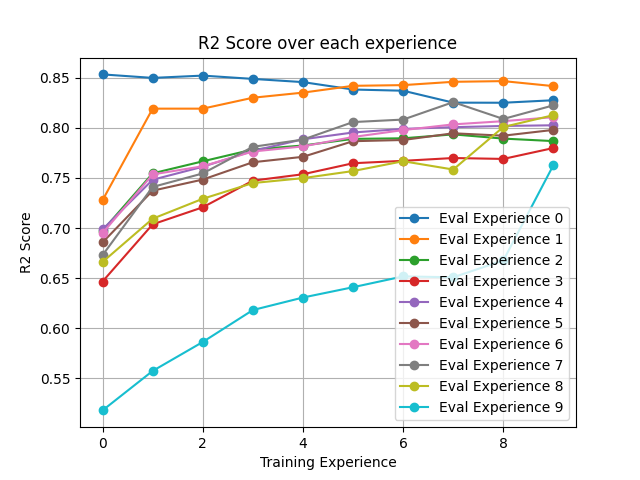 R2 Score over each experience
R2 Score
0.85
0.80
0.75
0.70
0.65
0.60
0.55
0
2
4
6
8
Training Experience
Eval Experience 0
Eval Experience 1
Eval Experience 2
Eval Experience 3
Eval Experience 4
Eval Experience 5
Eval Experience 6
Eval Experience 7
Eval Experience 8
Eval Experience 9